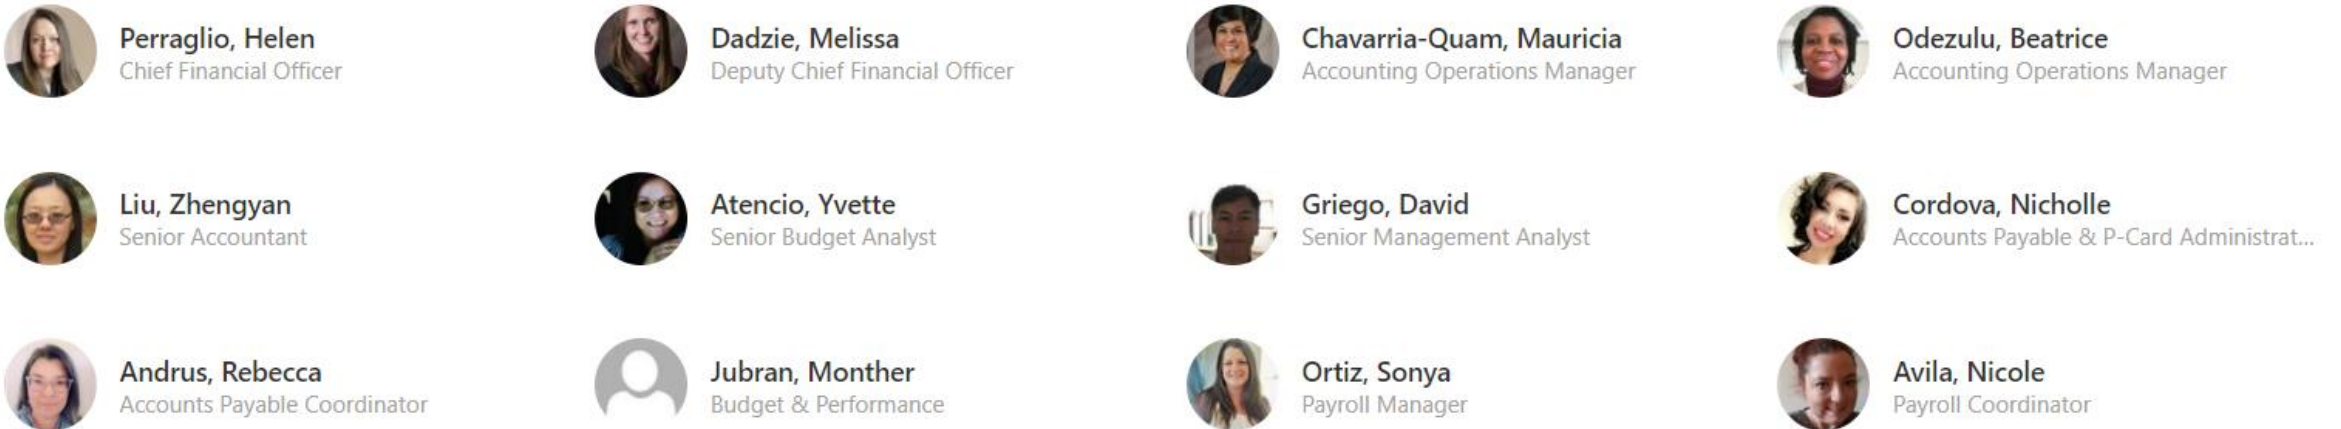 Perraglio, Helen
Chief Financial Officer
Dadzie, Melissa
Deputy Chief Financial Officer
Chavarria-Quam, Mauricia
Accounting Operations Manager
Odezulu, Beatrice
Accounting Operations Manager
Liu, Zhengyan
Senior Accountant
Atencio, Yvette
Senior Budget Analyst
Griego, David
Senior Management Analyst
Cordova, Nicholle
Accounts Payable & P-Card Administrat...
Andrus, Rebecca
Accounts Payable Coordinator
Jubran, Monther
Budget & Performance
Ortiz, Sonya
Payroll Manager
Avila, Nicole
Payroll Coordinator